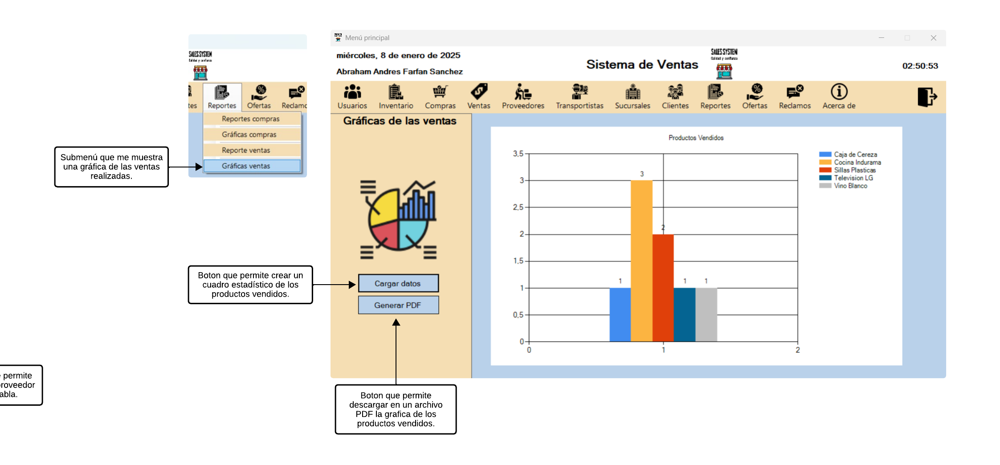 SALES SYSTEM
Calidad y confianza
tes
Reportes
Ofertas
Reclamo
Reportes compras
Gráficas compras
Reporte ventas
Gráficas ventas
Submenú que me muestra
una gráfica de las ventas
realizadas.
Menú principal
miércoles, 8 de enero de 2025
Abraham Andres Farfan Sanchez
Sistema de Ventas
SALES SYSTEM
Calidad y confianza
02:50:53
Usuarios
Inventario
Compras
Ventas
Proveedores
Transportistas
Sucursales
Clientes
Reportes
Ofertas
Reclamos
Acerca de
Gráficas de las ventas
Cargar datos
Generar PDF
Productos Vendidos
3,5
3
2,5
2
1,5
1
0,5
0
0
1
2
1
3
2
1
1
Caja de Cereza
Cocina Indurama
Sillas Plasticas
Television LG
Vino Blanco
Boton que permite crear un
cuadro estadístico de los
productos vendidos.
Boton que permite
descargar en un archivo
PDF la grafica de los
productos vendidos.
permite
roveedor
abla.